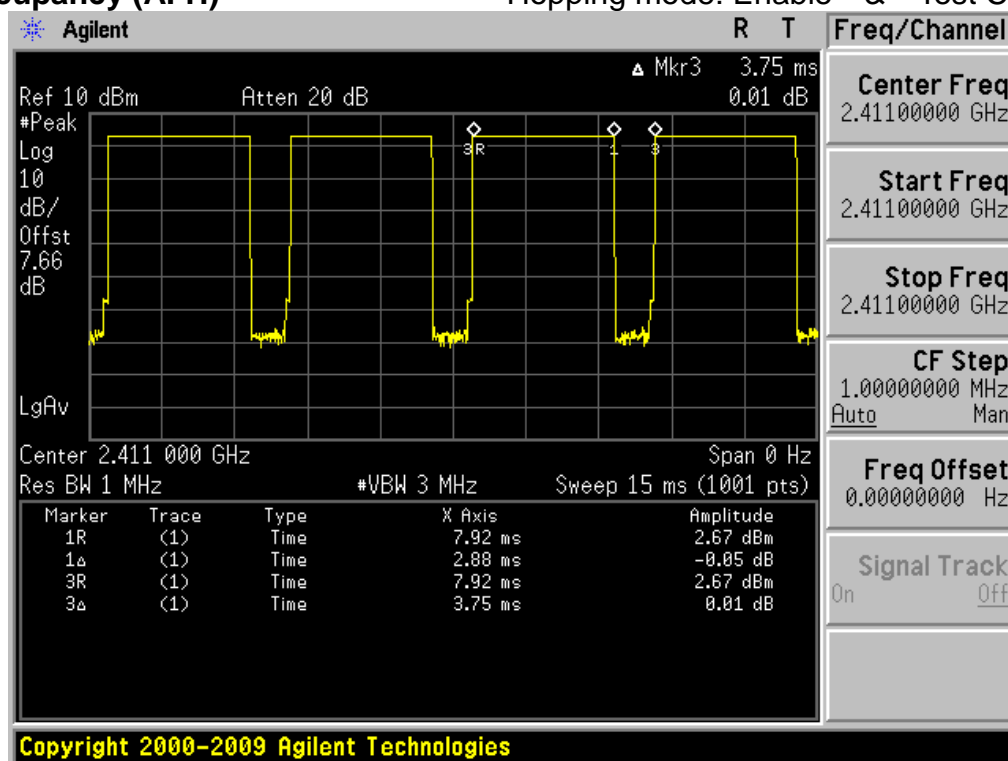 Hopping mode: Enable
Agilent
R T
Freq/Channel
Δ Mkr3 3.75 ms
Ref 10 dBm Atten 20 dB 0.01 dB
#Peak
Log
10
dB/
Offst
7.66
dB
LgAv
3R
1
3
Center 2.411 000 GHz Span 0 Hz
Res BW 1 MHz #VBW 3 MHz Sweep 15 ms (1001 pts)
Marker Trace Type X Axis Amplitude
1R (1) Time 7.92 ms 2.67 dBm
1Δ (1) Time 2.88 ms -0.05 dB
3R (1) Time 7.92 ms 2.67 dBm
3Δ (1) Time 3.75 ms 0.01 dB
Center Freq
2.41100000 GHz
Start Freq
2.41100000 GHz
Stop Freq
2.41100000 GHz
CF Step
1.00000000 MHz
Auto Man
Freq Offset
0.00000000 Hz
Signal Track
On Off
Copyright 2000-2009 Agilent Technologies